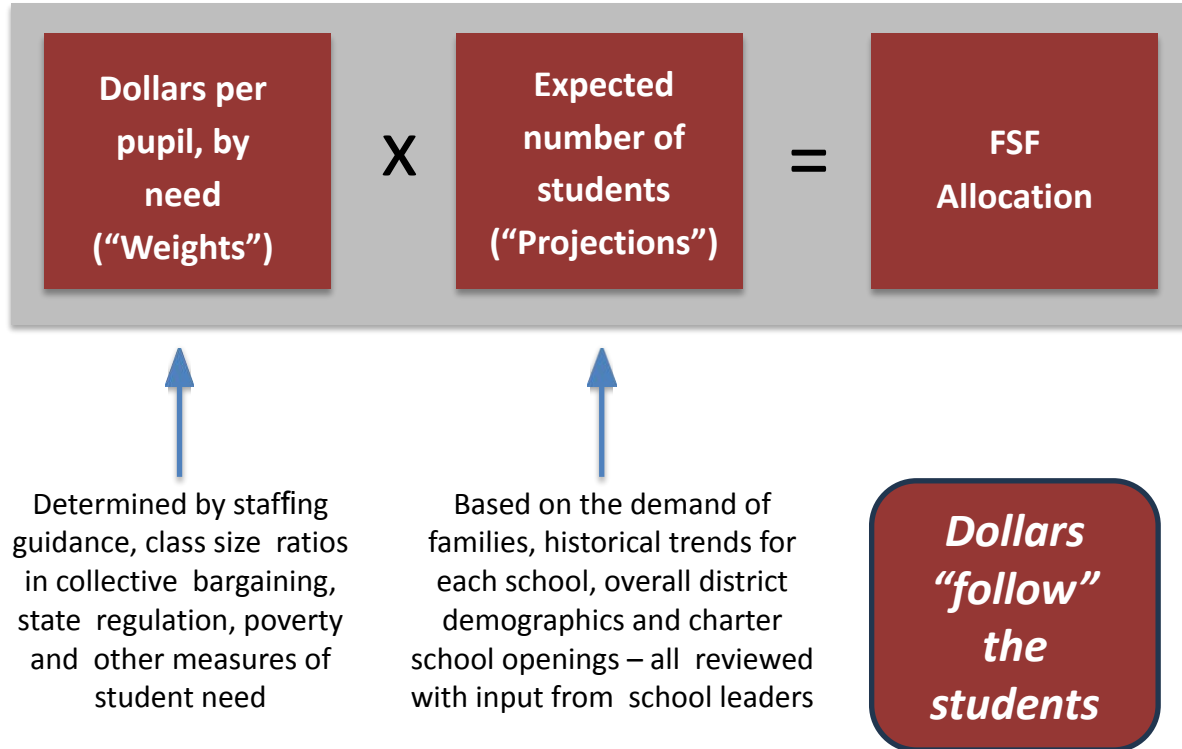 Dollars per
pupil, by
need
(“Weights”)
X
Expected
number of
students
(“Projections”)
=
FSF
Allocation
Determined by staffing
guidance, class size ratios
in collective bargaining,
state regulation, poverty
and other measures of
student need
Based on the demand of
families, historical trends for
each school, overall district
demographics and charter
school openings – all reviewed
with input from school leaders
Dollars
“follow”
the
students